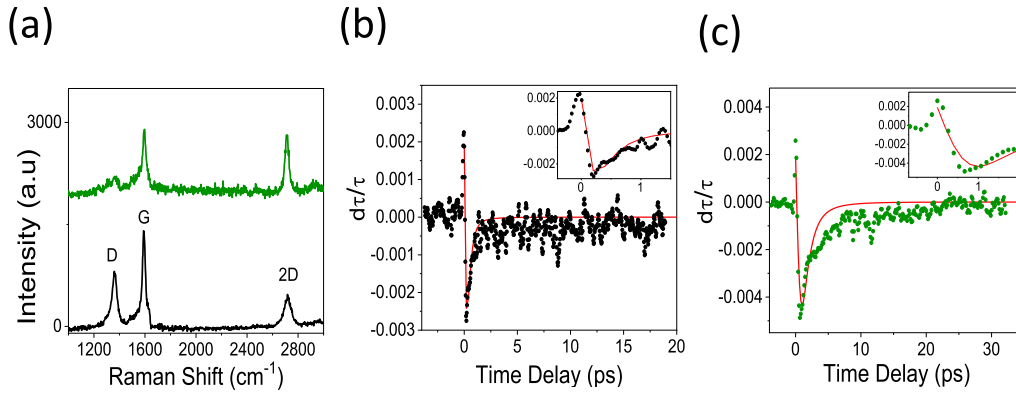 (a)
(b)
(c)
3000
0
Intensity (a.u)
D
G
2D
1200 1600 2000 2400 2800
Raman Shift (cm⁻¹)
0.003
0.002
0.001
0.000
-0.001
-0.002
-0.003
dτ/τ
0 5 10 15 20
Time Delay (ps)
0.002
0.000
-0.002
0 1
0.004
0.002
0.000
-0.002
-0.004
dτ/τ
0 10 20 30
Time Delay (ps)
0.002
0.000
-0.002
-0.004
0 1